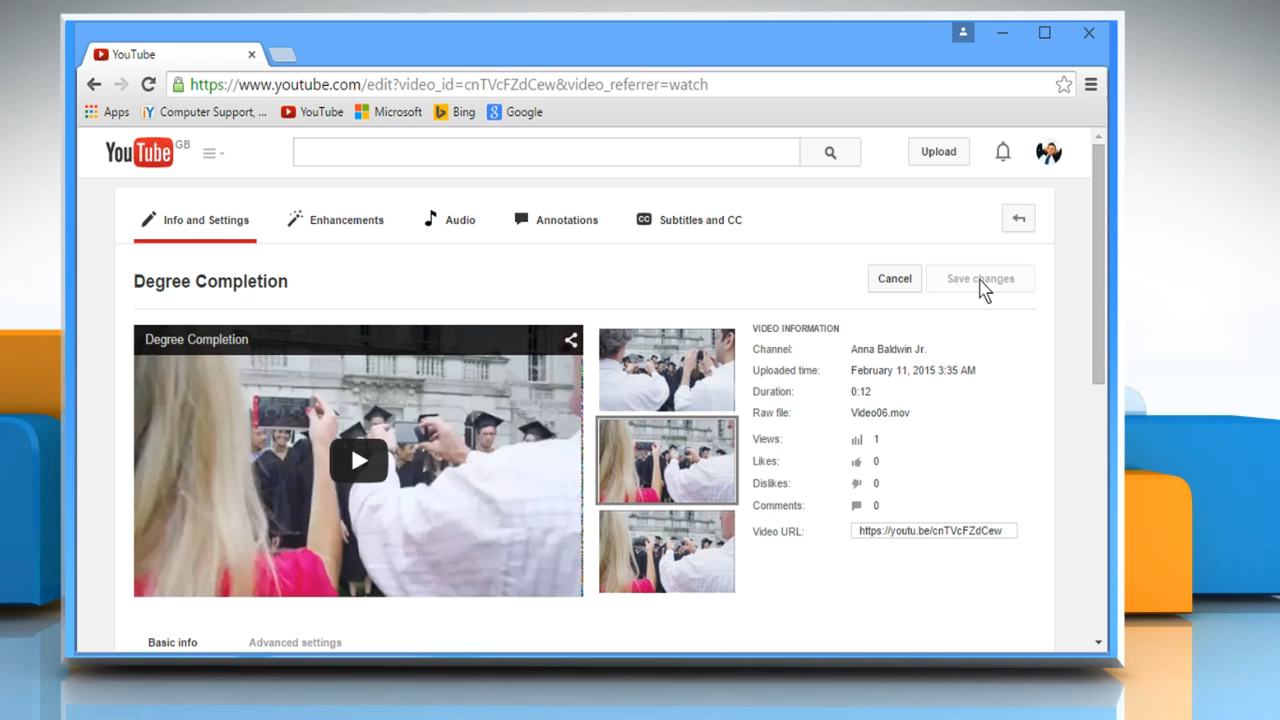 YouTube
https://www.youtube.com/edit?video_id=cnTVcFZdCew&video_referrer=watch
Apps iY Computer Support, ... YouTube Microsoft Bing Google
YouTube GB Upload
Info and Settings Enhancements Audio Annotations CC Subtitles and CC
Degree Completion Cancel Save changes
Degree Completion
VIDEO INFORMATION
Channel: Anna Baldwin Jr.
Uploaded time: February 11, 2015 3:35 AM
Duration: 0:12
Raw file: Video06.mov
Views: 1
Likes: 0
Dislikes: 0
Comments: 0
Video URL: https://youtu.be/cnTVcFZdCew
Basic info Advanced settings